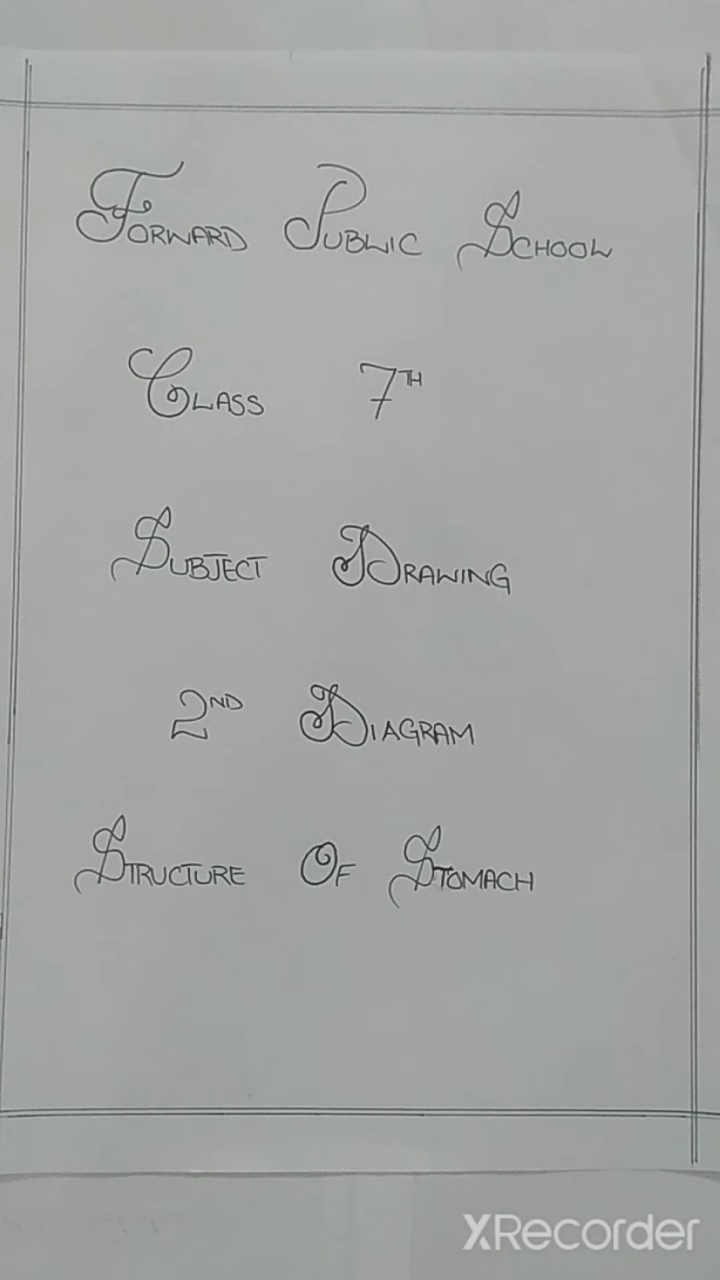 Forward Public School
Class 7TH
Subject Drawing
2ND Diagram
Structure Of Stomach
XRecorder